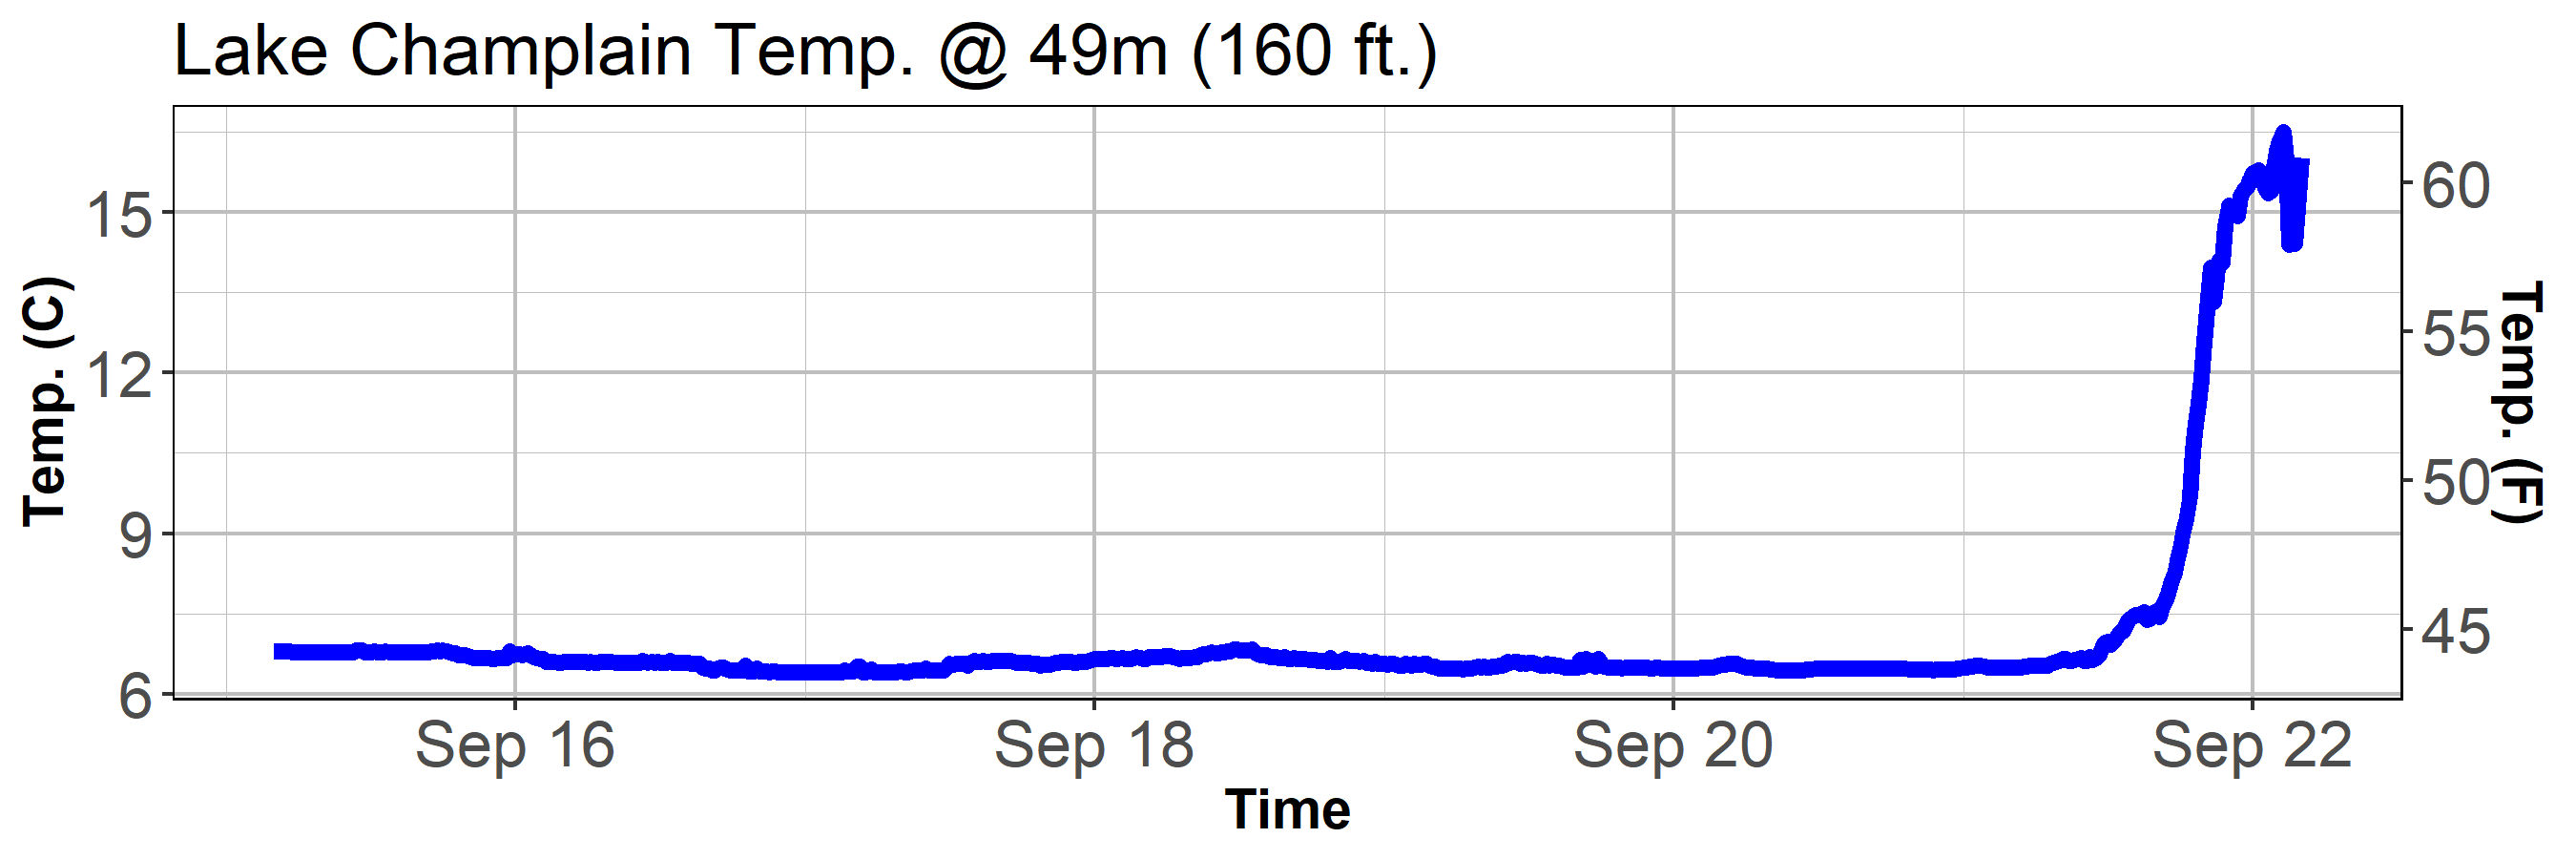 Lake Champlain Temp. @ 49m (160 ft.)
Temp. (C)
15
12
9
6
60
55
50
45
Temp. (F)
Sep 16 Sep 18 Sep 20 Sep 22
Time